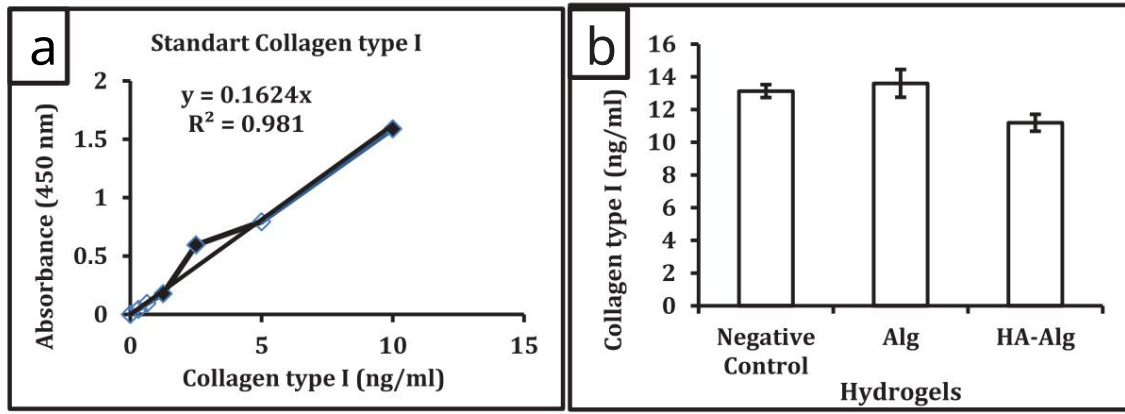 a
Standart Collagen type I
y = 0.1624x
R² = 0.981
Absorbance (450 nm)
2
1.5
1
0.5
0
0 5 10 15
Collagen type I (ng/ml)
b
Collagen type I (ng/ml)
16
14
12
10
8
6
4
2
0
Negative Alg HA-Alg
Control
Hydrogels